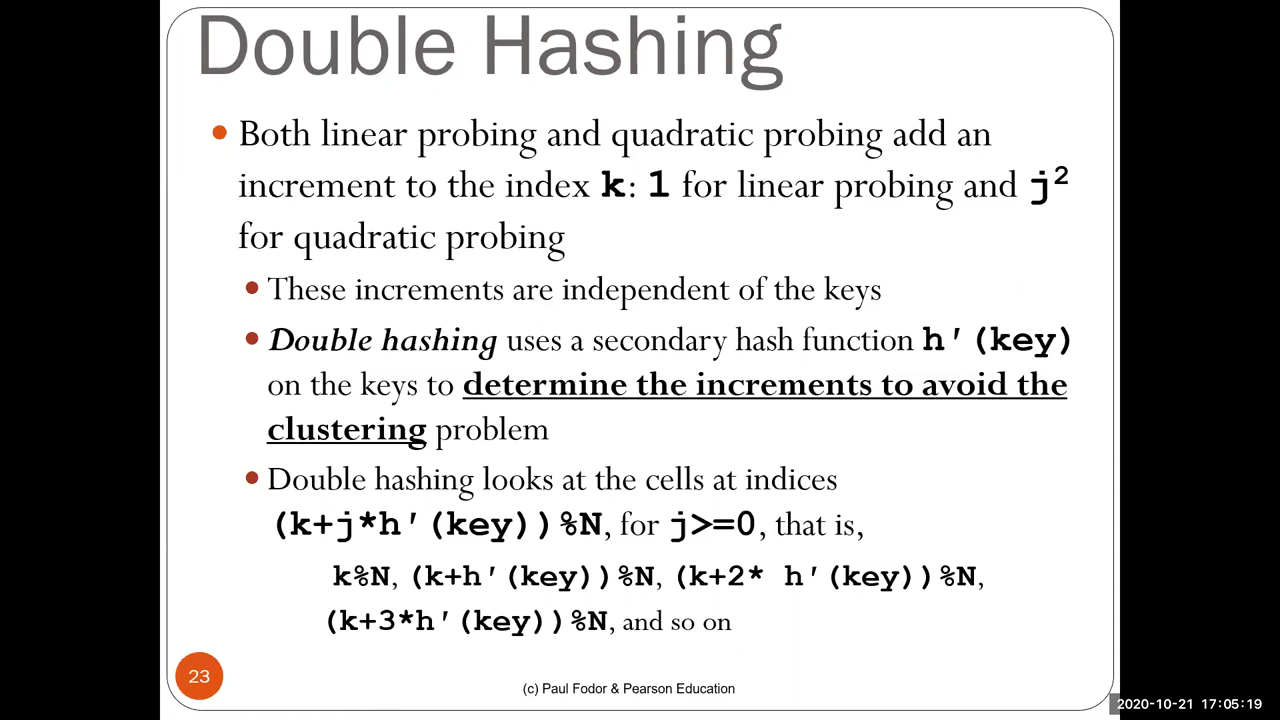 Double Hashing
• Both linear probing and quadratic probing add an
increment to the index k: 1 for linear probing and j²
for quadratic probing
• These increments are independent of the keys
• Double hashing uses a secondary hash function h′(key)
on the keys to determine the increments to avoid the
clustering problem
• Double hashing looks at the cells at indices
(k+j*h′(key))%N, for j>=0, that is,
k%N, (k+h′(key))%N, (k+2* h′(key))%N,
(k+3*h′(key))%N, and so on
23
(c) Paul Fodor & Pearson Education
2020-10-21 17:05:19